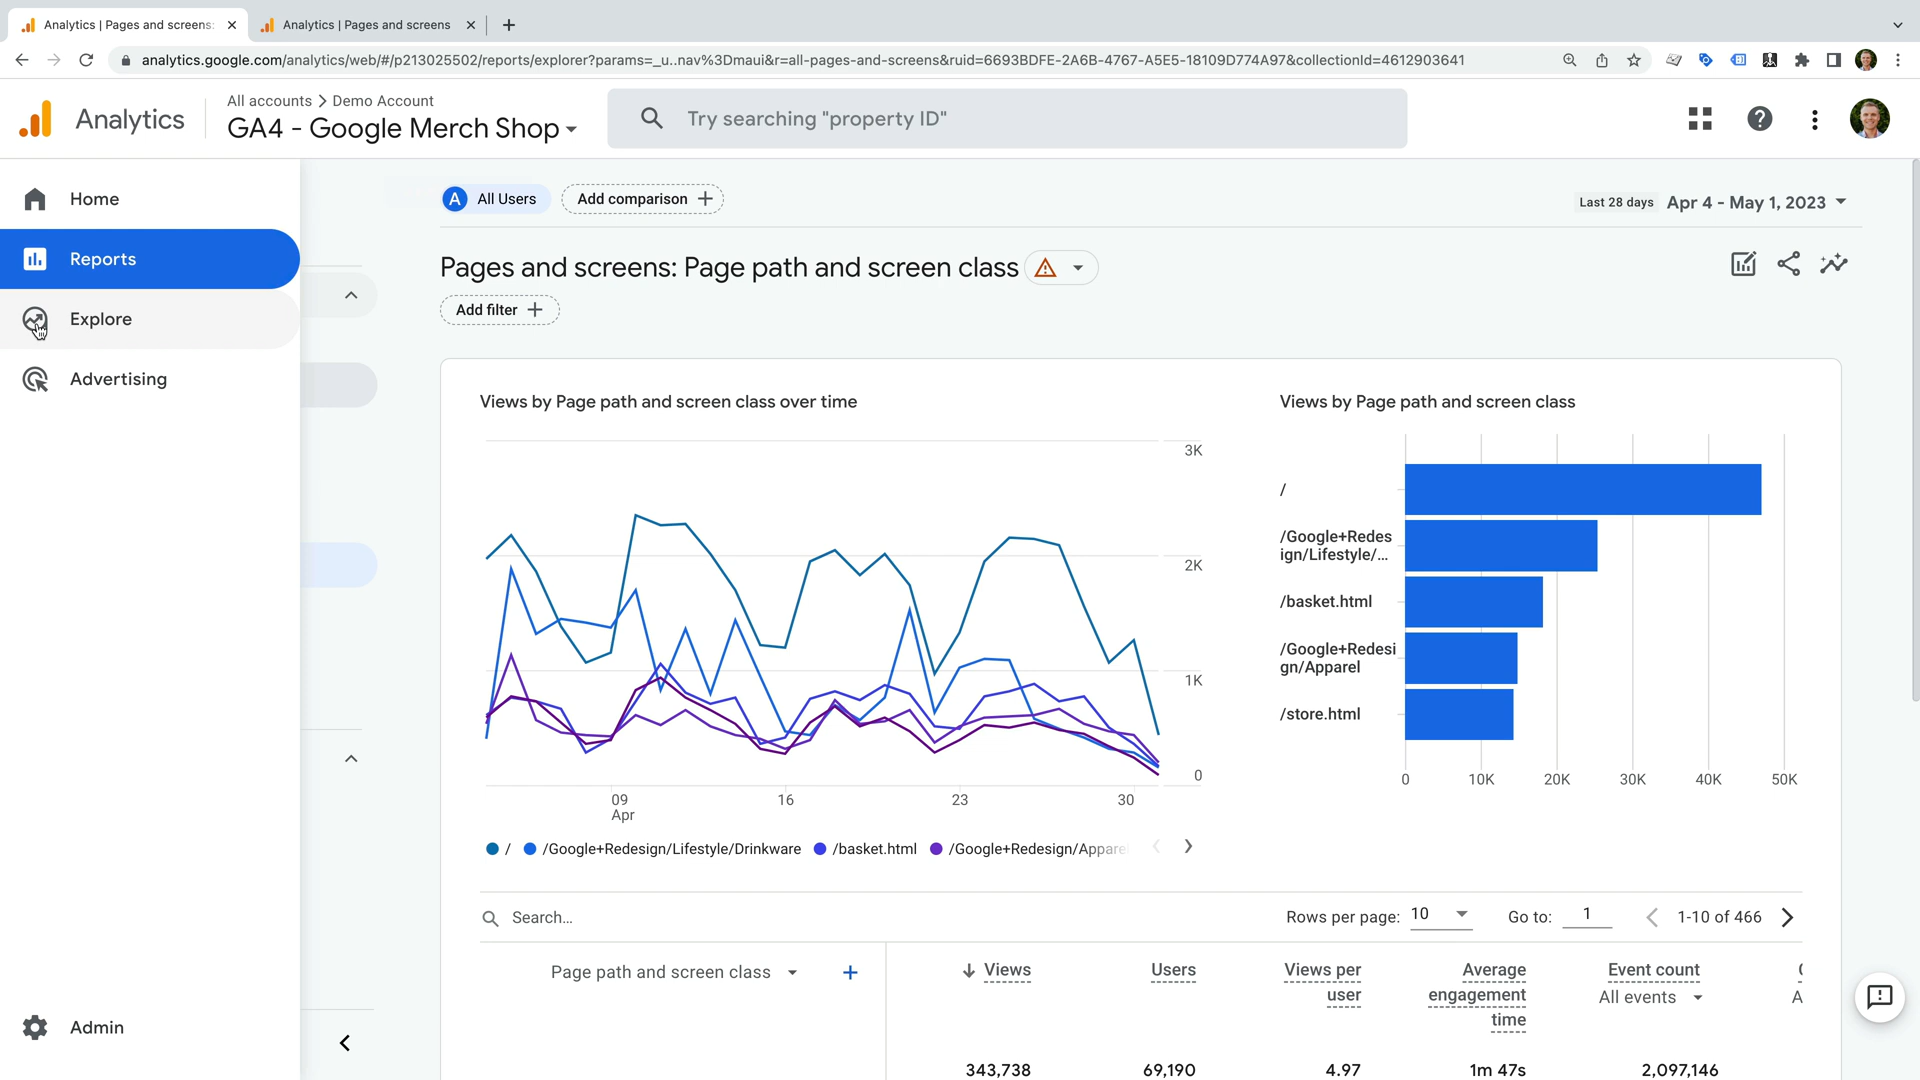 Analytics | Pages and screens:
Analytics | Pages and screens
analytics.google.com/analytics/web/#/p213025502/reports/explorer?params=_u..nav%3Dmaui&r=all-pages-and-screens&ruid=6693BDFE-2A6B-4767-A5E5-18109D774A97&collectionId=4612903641
Analytics
All accounts > Demo Account
GA4 - Google Merch Shop
Try searching "property ID"
Home
Reports
Explore
Advertising
Admin
A All Users
Add comparison +
Last 28 days Apr 4 - May 1, 2023
Pages and screens: Page path and screen class
Add filter +
Views by Page path and screen class over time
3K
2K
1K
0
09
Apr
16
23
30
/ /Google+Redesign/Lifestyle/Drinkware /basket.html /Google+Redesign/Appare
Views by Page path and screen class
/
/Google+Redes
ign/Lifestyle/...
/basket.html
/Google+Redesi
gn/Apparel
/store.html
0 10K 20K 30K 40K 50K
Search...
Rows per page: 10 Go to: 1 1-10 of 466
Page path and screen class
Views
Users
Views per
user
Average
engagement
time
Event count
All events
A
343,738 69,190 4.97 1m 47s 2,097,146